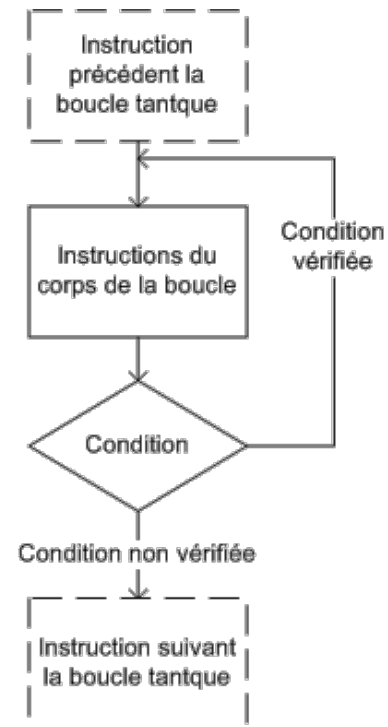 Instruction
précédent la
boucle tantque
Condition
vérifiée
Instructions du
corps de la boucle
Condition
Condition non vérifiée
Instruction suivant
la boucle tantque